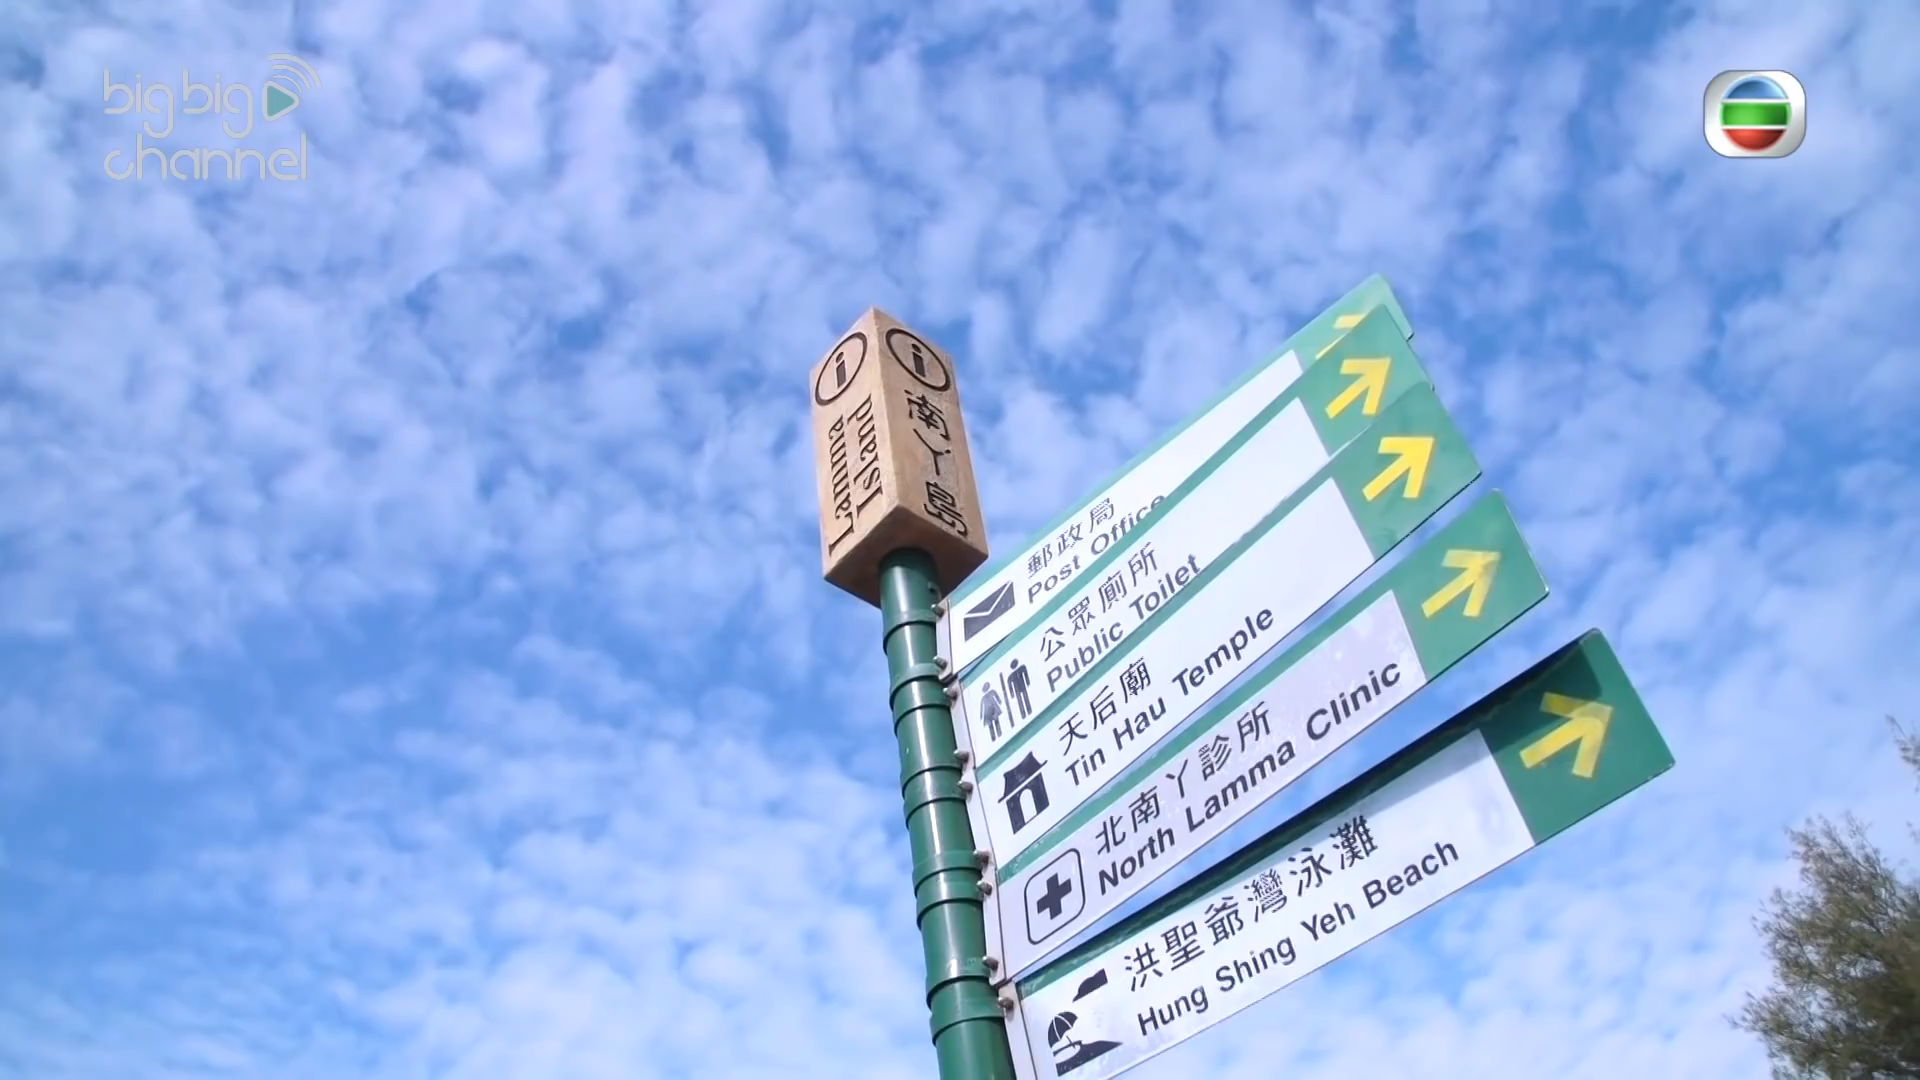 big big
channel
i
Lamma
Island
i
南丫島
郵政局
Post Office
公眾廁所
Public Toilet
天后廟
Tin Hau Temple
北南丫診所
North Lamma Clinic
洪聖爺灣泳灘
Hung Shing Yeh Beach